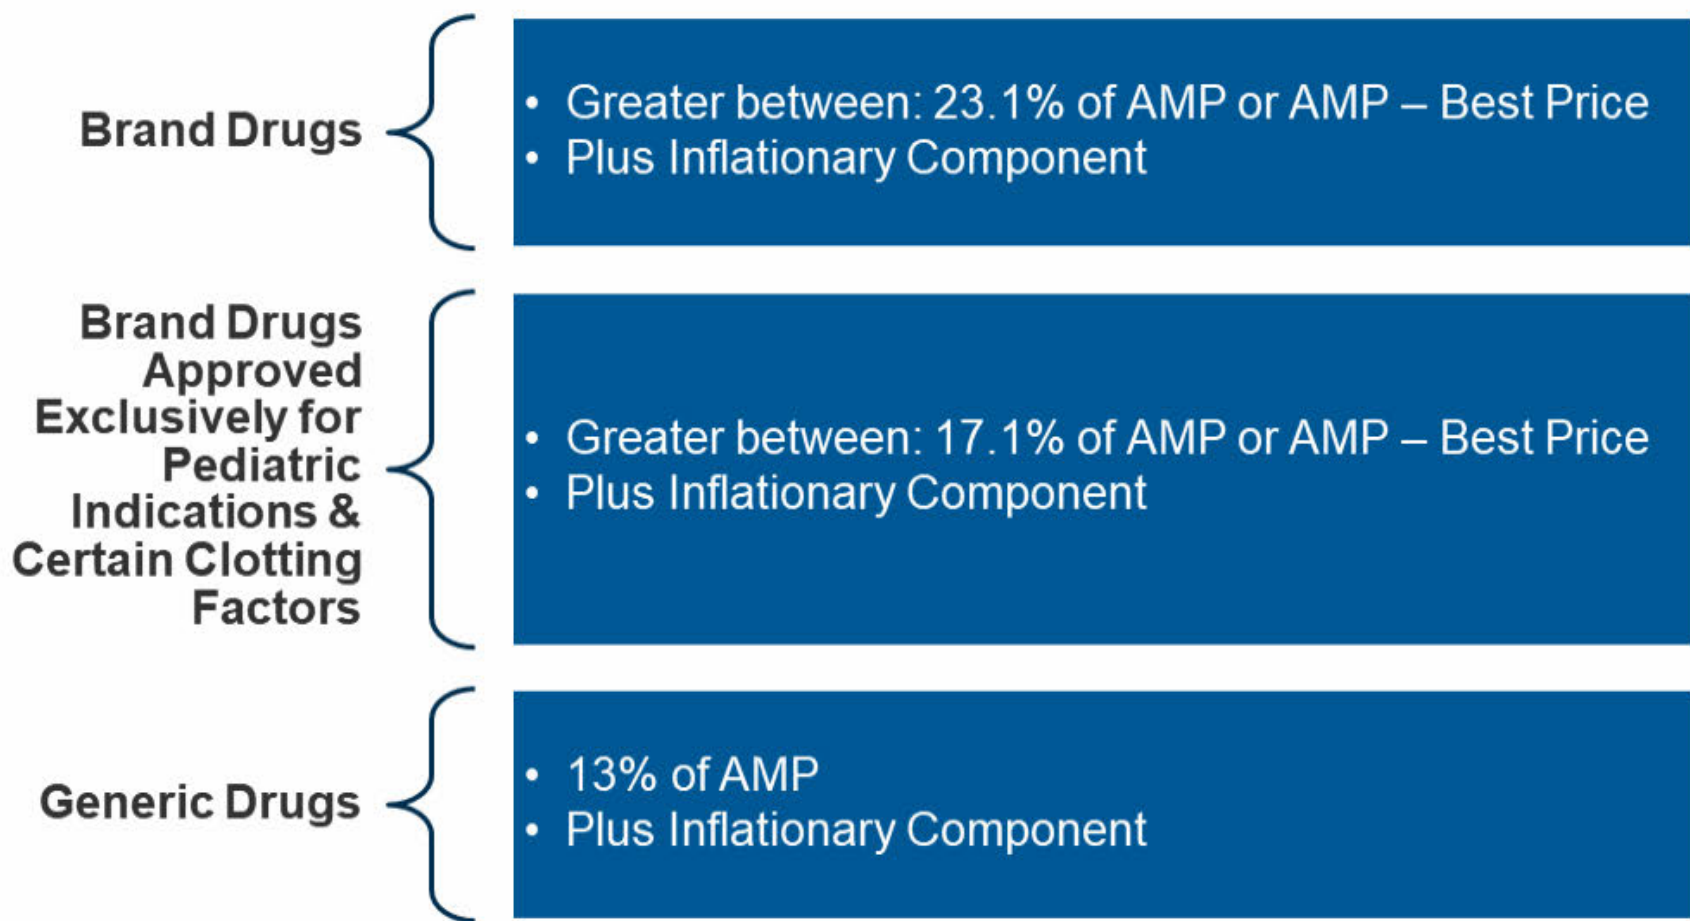 Brand Drugs
• Greater between: 23.1% of AMP or AMP – Best Price
• Plus Inflationary Component
Brand Drugs
Approved
Exclusively for
Pediatric
Indications &
Certain Clotting
Factors
• Greater between: 17.1% of AMP or AMP – Best Price
• Plus Inflationary Component
Generic Drugs
• 13% of AMP
• Plus Inflationary Component